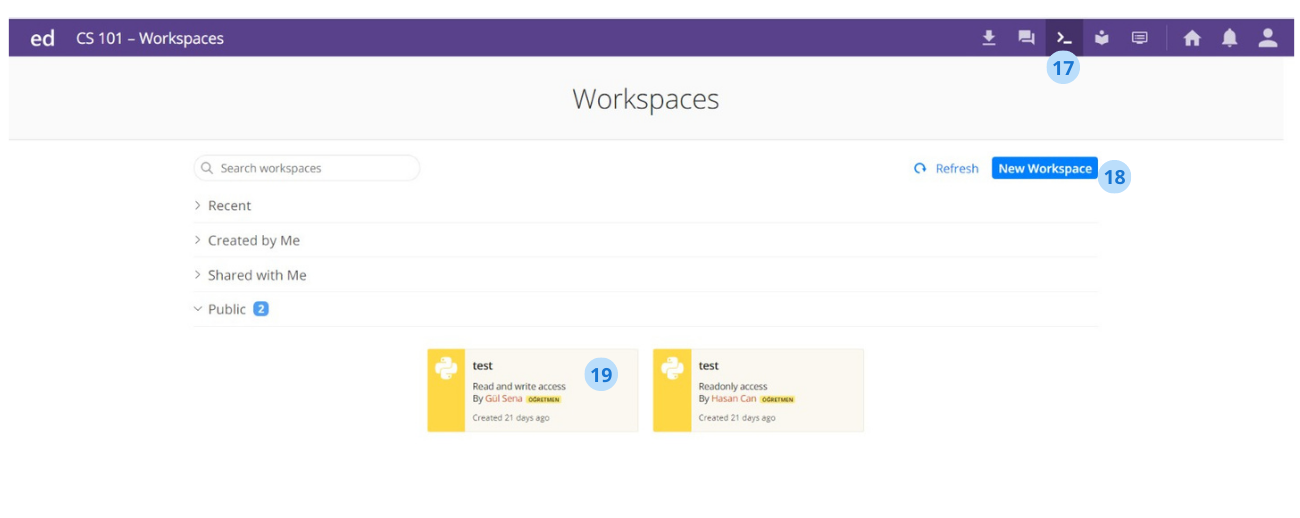 ed CS 101 – Workspaces
17
Workspaces
Search workspaces
Refresh New Workspace 18
Recent
Created by Me
Shared with Me
Public 2
test
Read and write access
By Gül Sena ÖĞRETMEN
Created 21 days ago
19
test
Readonly access
By Hasan Can ÖĞRETMEN
Created 21 days ago